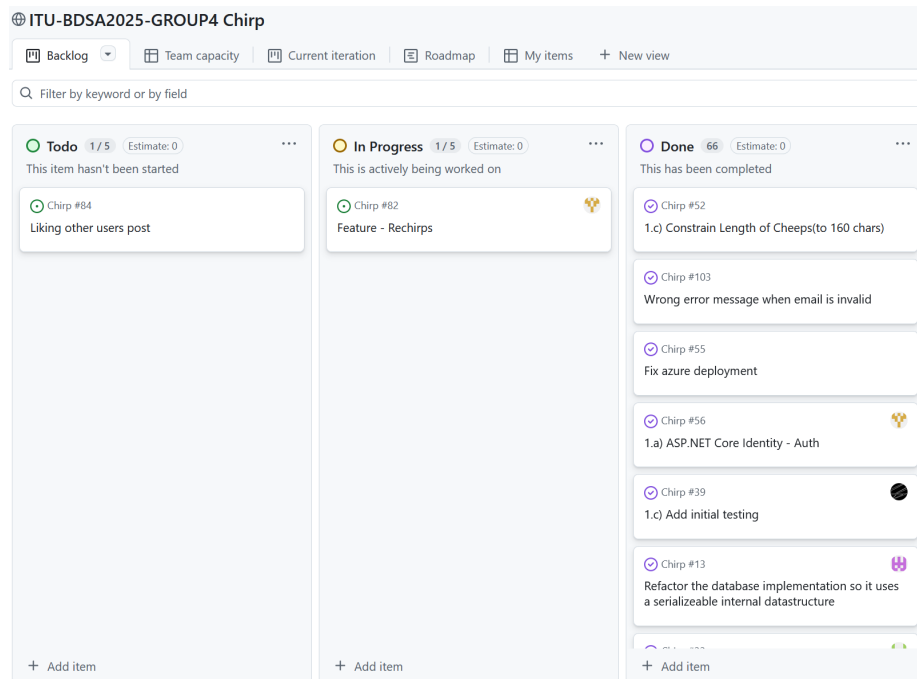 ITU-BDSA2025-GROUP4 Chirp
Backlog
Team capacity
Current iteration
Roadmap
My items
New view
Filter by keyword or by field
Todo 1 / 5 Estimate: 0
This item hasn't been started
Chirp #84
Liking other users post
Add item
In Progress 1 / 5 Estimate: 0
This is actively being worked on
Chirp #82
Feature - Rechirps
Add item
Done 66 Estimate: 0
This has been completed
Chirp #52
1.c) Constrain Length of Cheeps(to 160 chars)
Chirp #103
Wrong error message when email is invalid
Chirp #55
Fix azure deployment
Chirp #56
1.a) ASP.NET Core Identity - Auth
Chirp #39
1.c) Add initial testing
Chirp #13
Refactor the database implementation so it uses
a serializeable internal datastructure
Add item